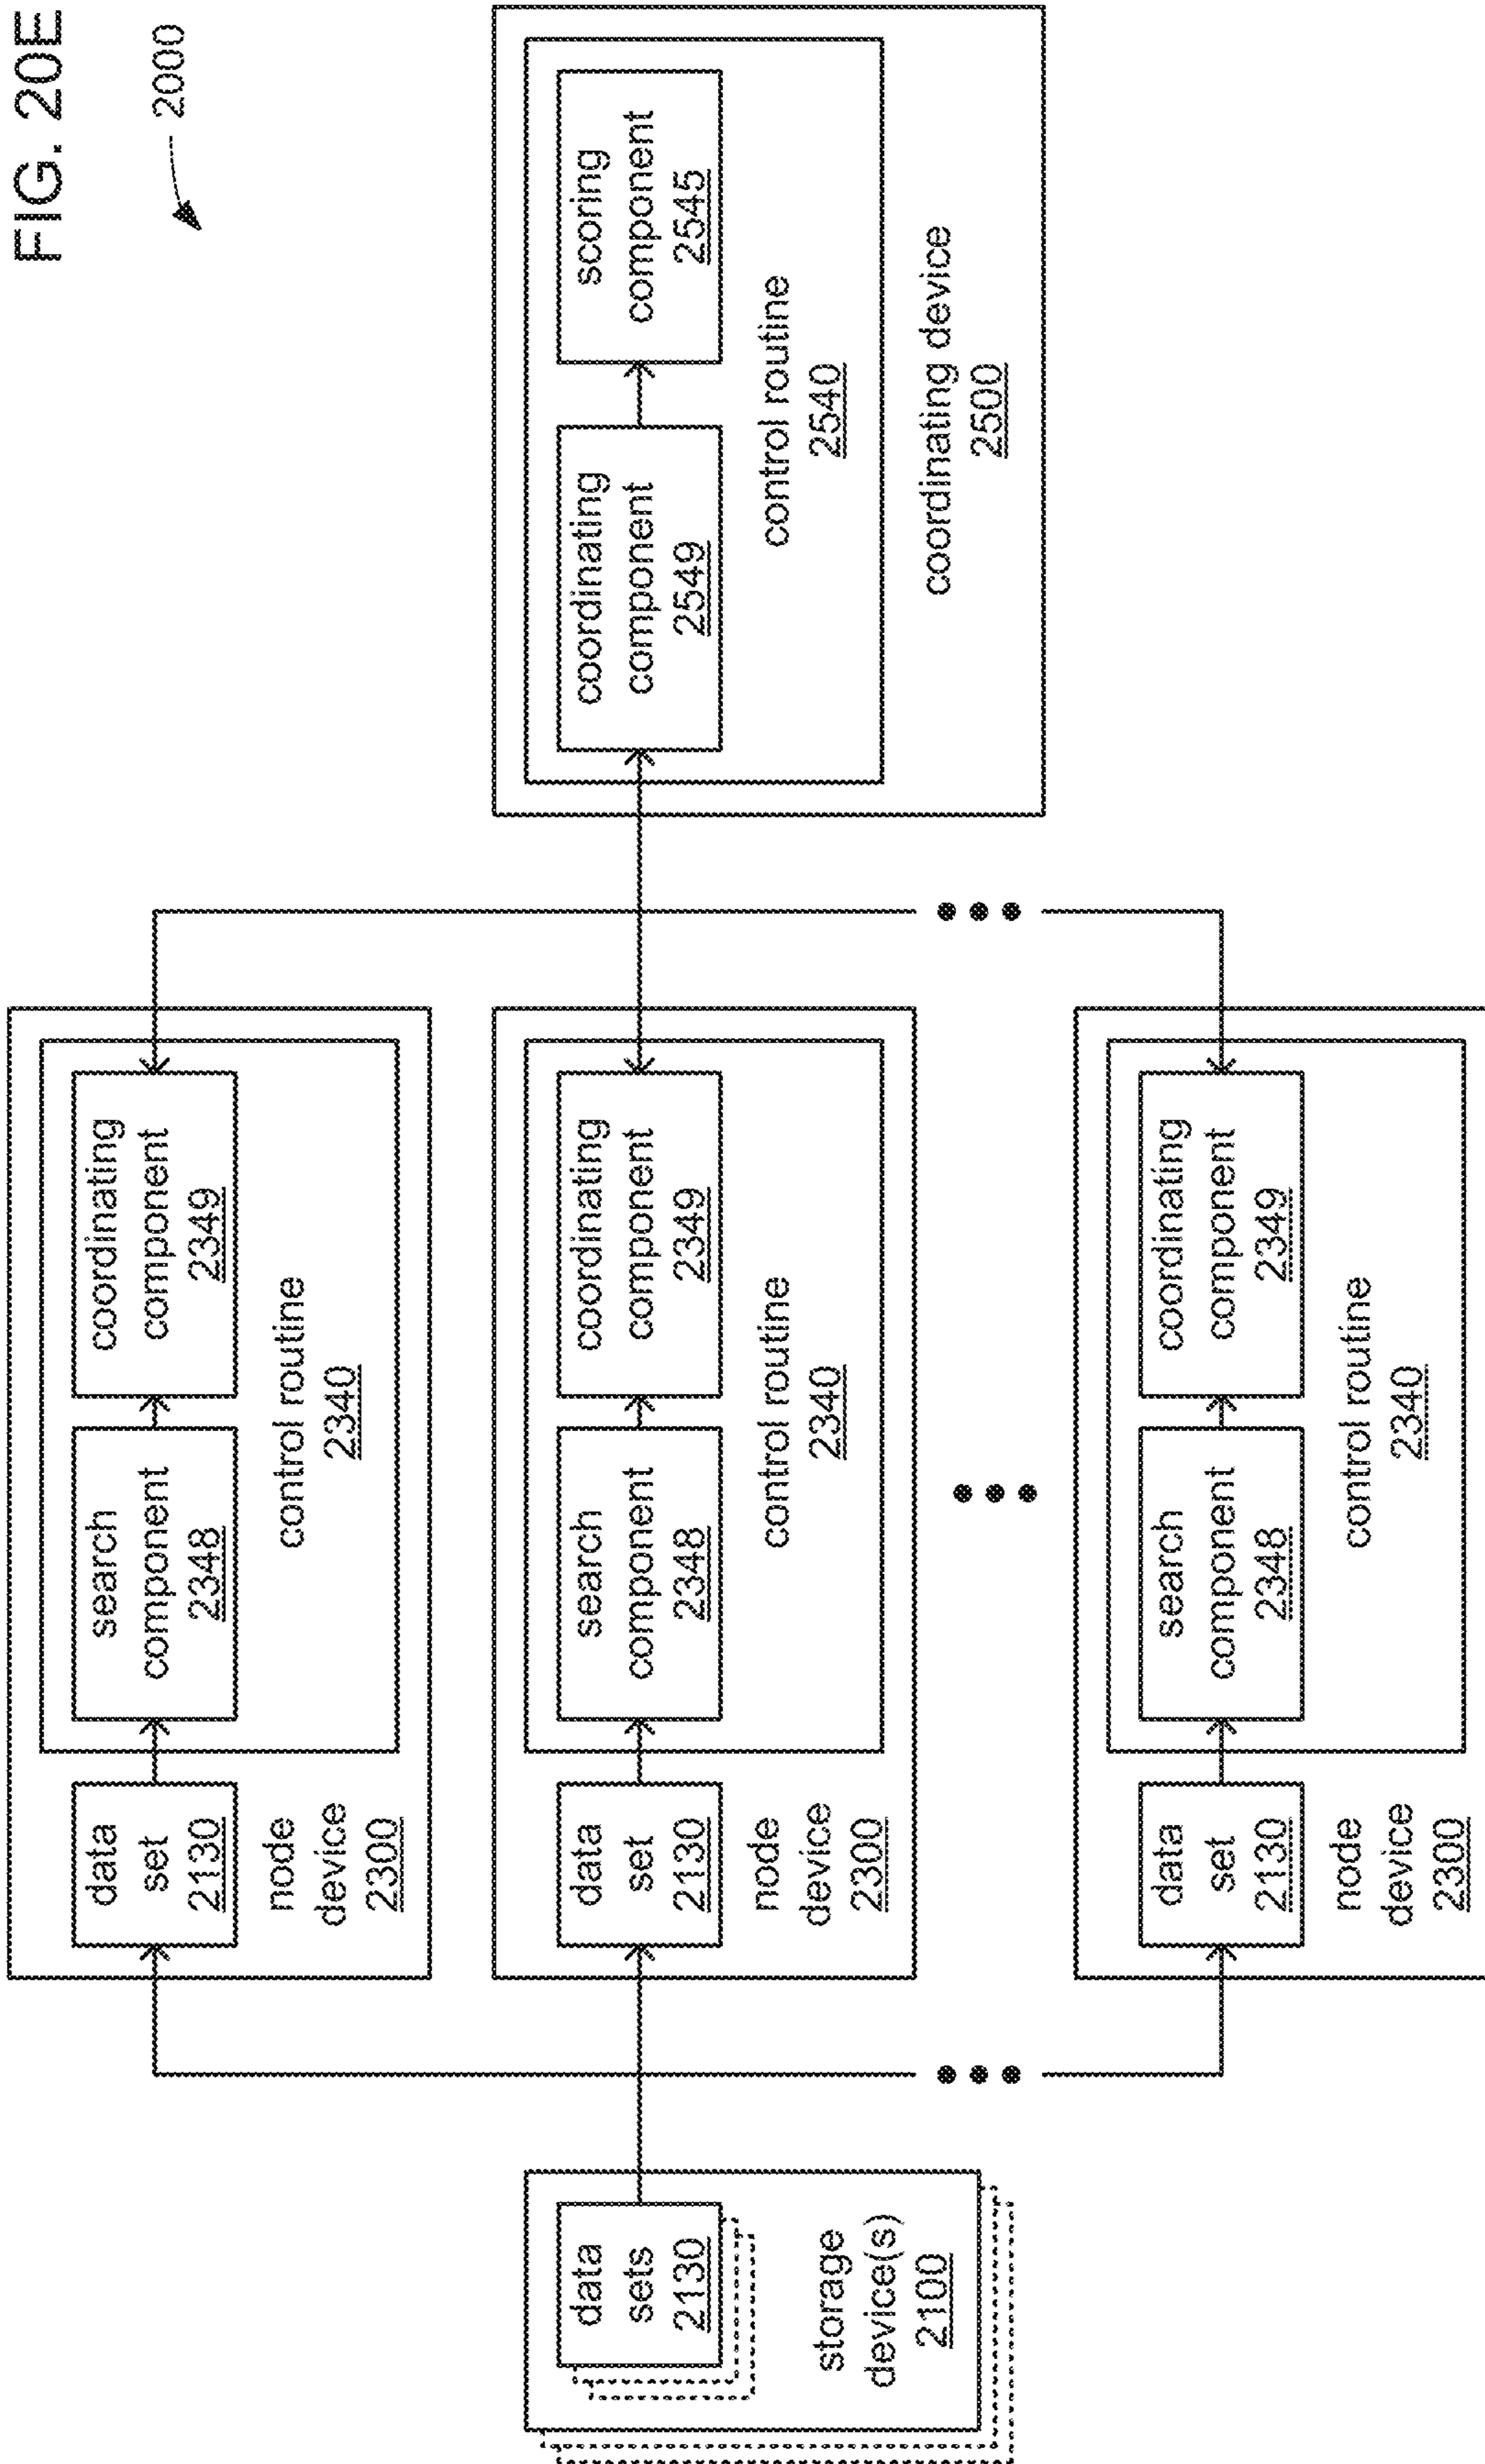 FIG. 20E
2000
data
sets
2130
storage
device(s)
2100
data
set
2130
node
device
2300
search
component
2348
coordinating
component
2349
control routine
2340
data
set
2130
node
device
2300
search
component
2348
coordinating
component
2349
control routine
2340
data
set
2130
node
device
2300
search
component
2348
coordinating
component
2349
control routine
2340
coordinating
component
2549
scoring
component
2545
control routine
2540
coordinating device
2500